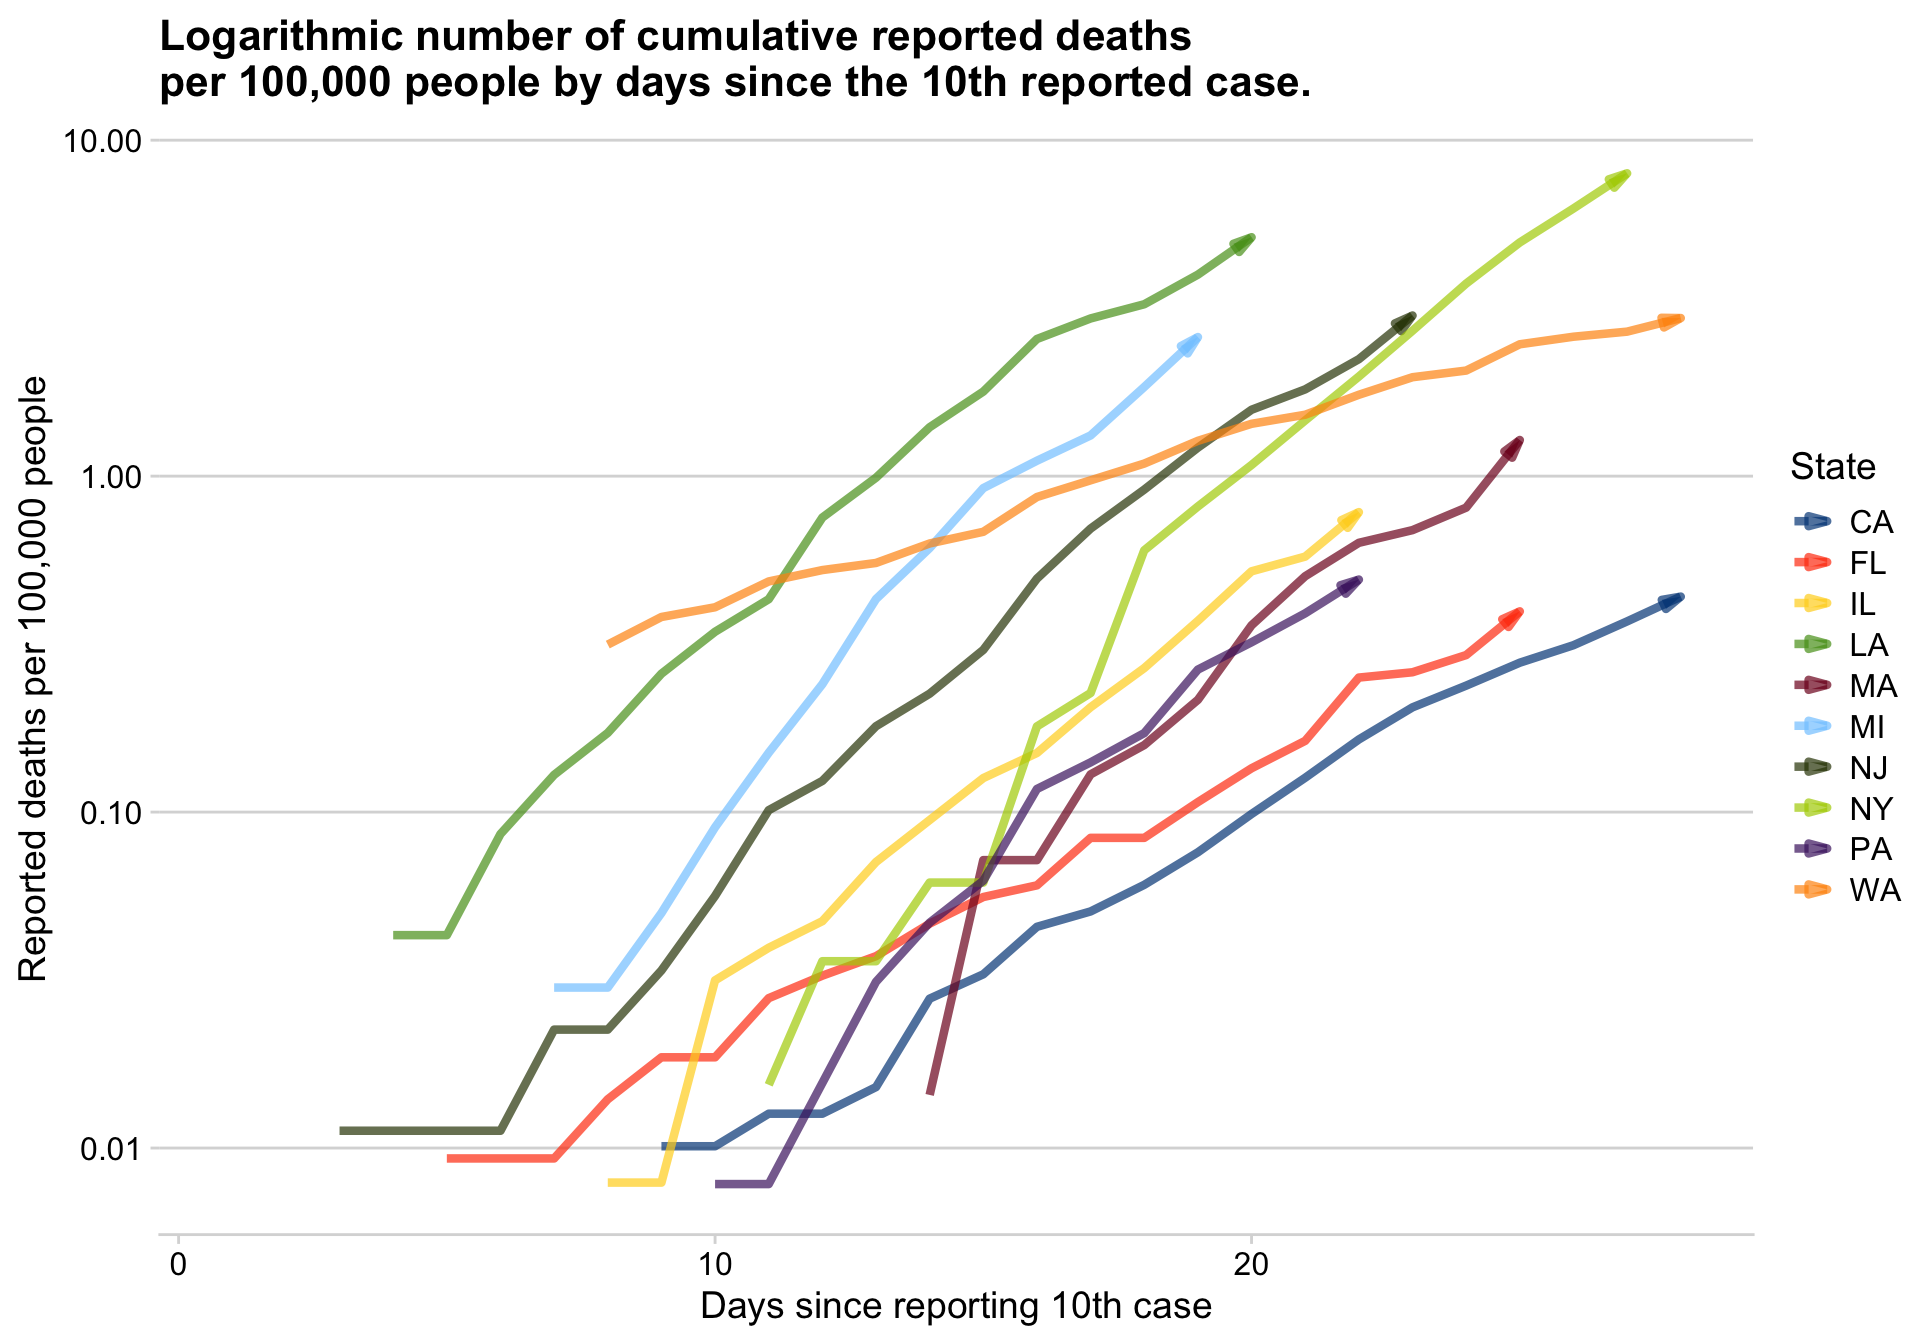 Logarithmic number of cumulative reported deaths
per 100,000 people by days since the 10th reported case.
10.00
1.00
0.10
0.01
Reported deaths per 100,000 people
0
10
20
Days since reporting 10th case
State
CA
FL
IL
LA
MA
MI
NJ
NY
PA
WA